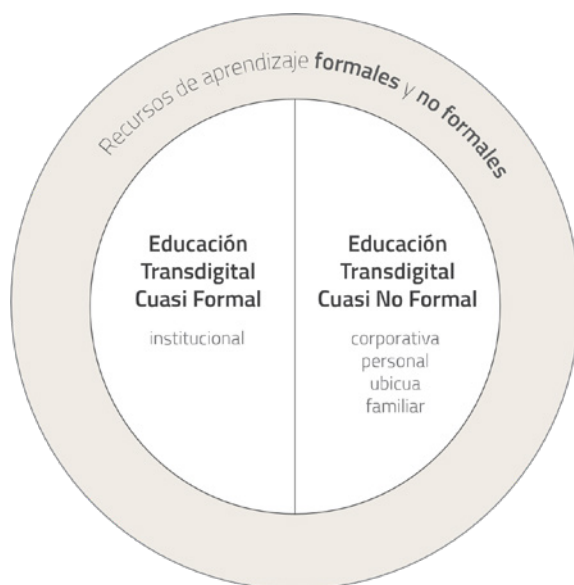 Recursos de aprendizaje formales y no formales
Educación
Transdigital
Cuasi Formal
institucional
Educación
Transdigital
Cuasi No Formal
corporativa
personal
ubicua
familiar